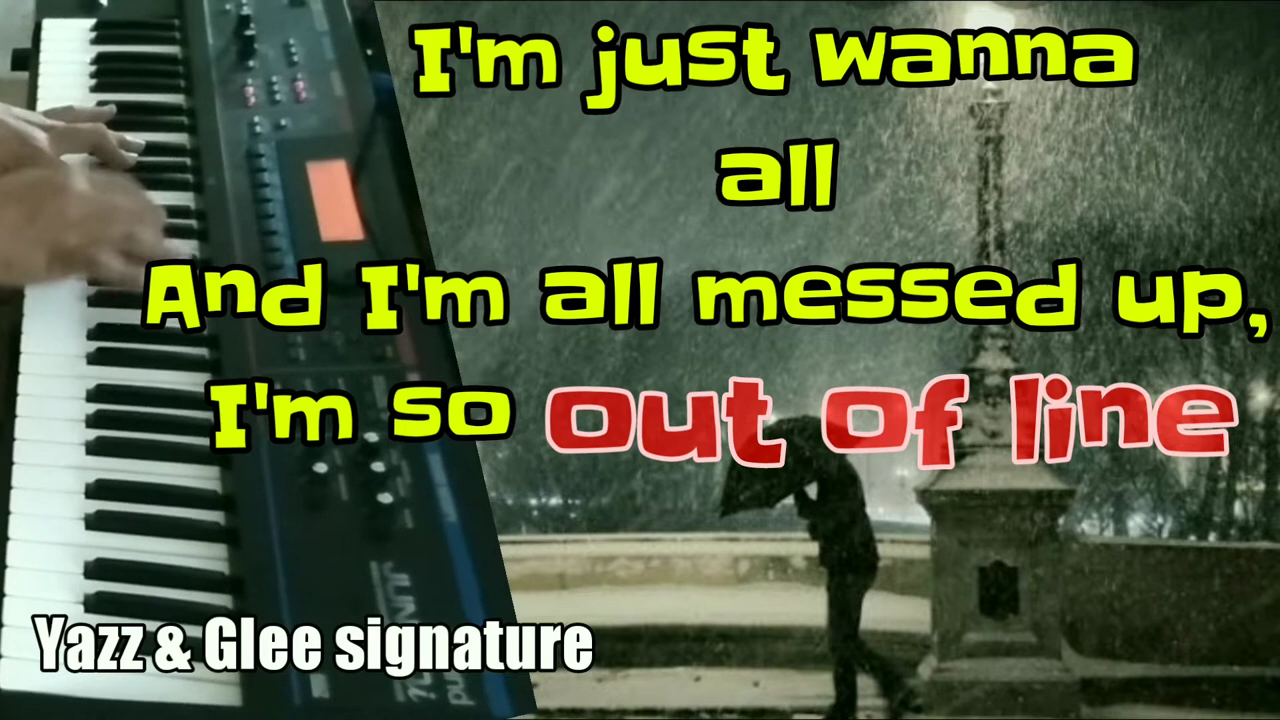 I'm just wanna
all
And I'm all messed up,
I'm so out of line
Yazz & Glee signature